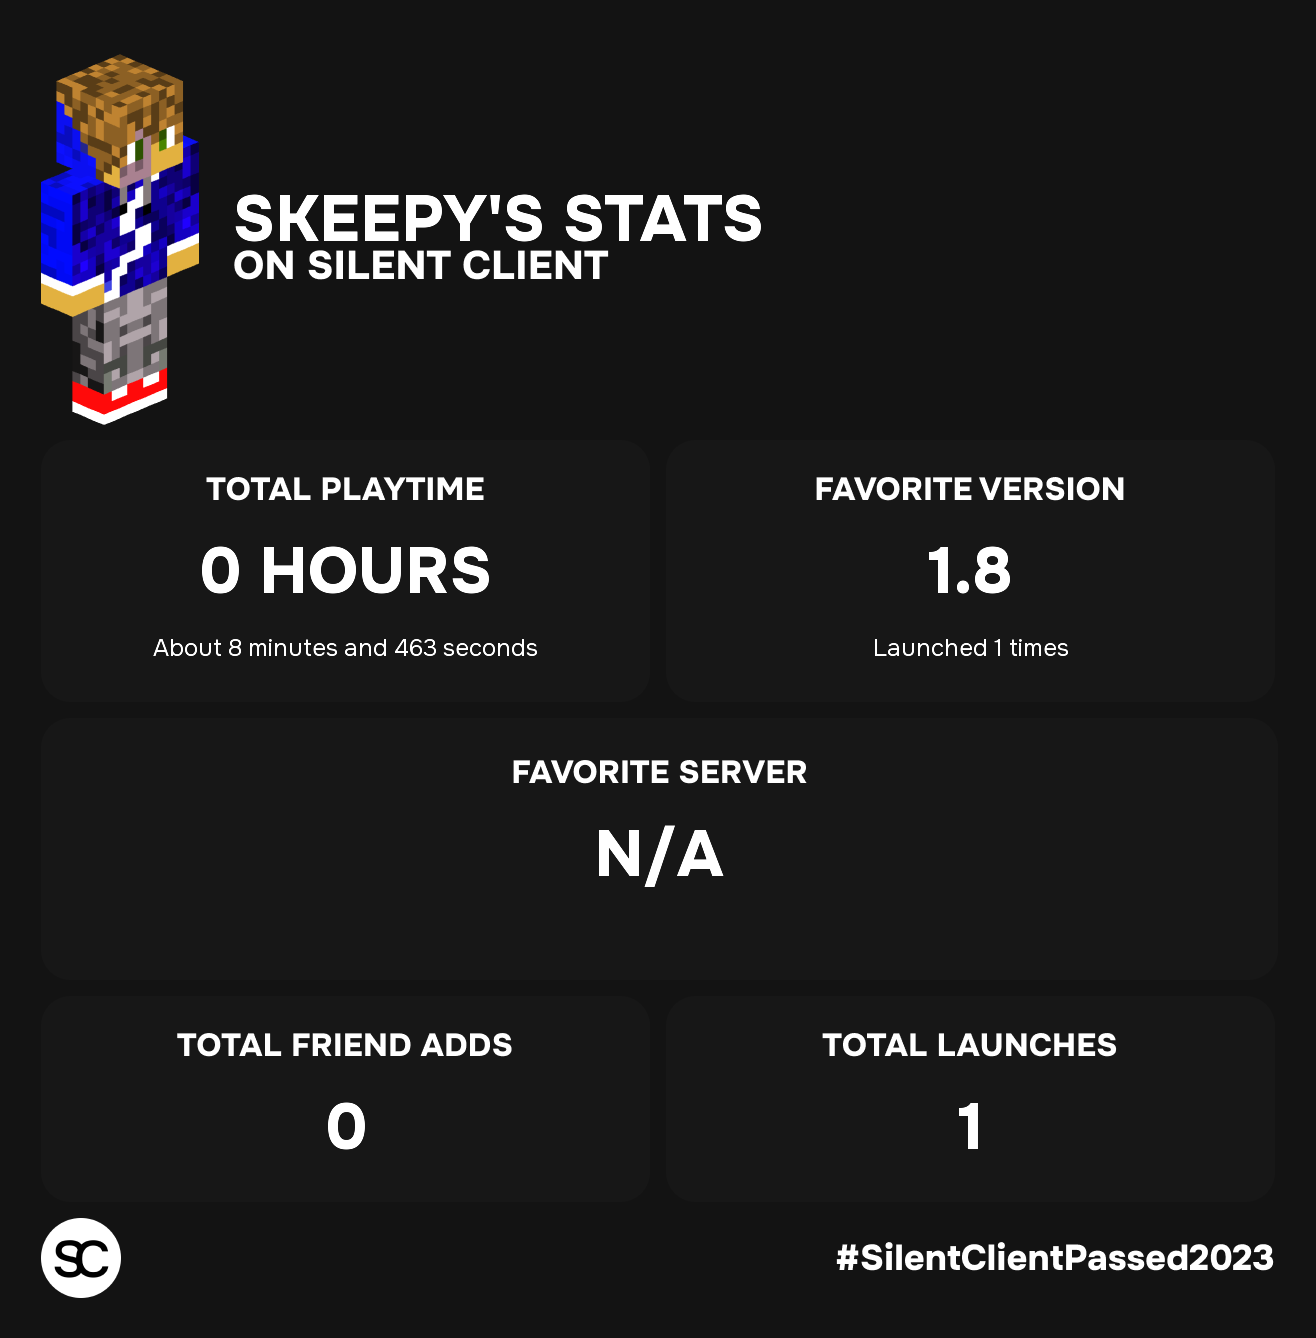 SKEEPY'S STATS
ON SILENT CLIENT
TOTAL PLAYTIME
0 HOURS
About 8 minutes and 463 seconds
FAVORITE VERSION
1.8
Launched 1 times
FAVORITE SERVER
N/A
TOTAL FRIEND ADDS
0
TOTAL LAUNCHES
1
SC
#SilentClientPassed2023